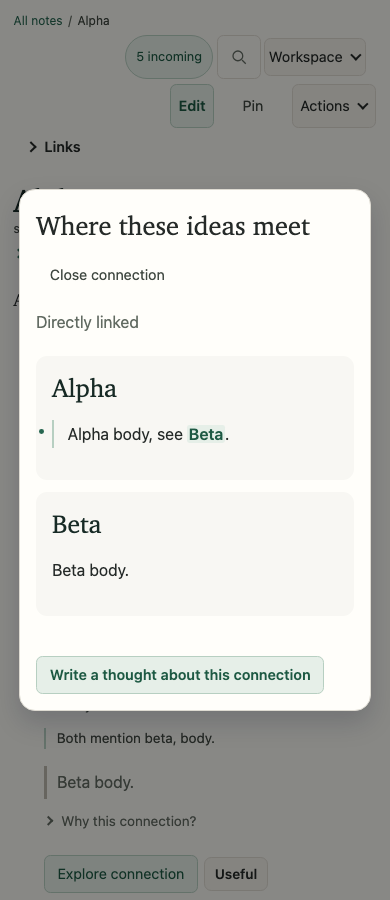 All notes / Alpha
5 incoming
Workspace
Edit
Pin
Actions
Links
Where these ideas meet
Close connection
Directly linked
Alpha
Alpha body, see Beta.
Beta
Beta body.
Write a thought about this connection
Both mention beta, body.
Beta body.
Why this connection?
Explore connection
Useful